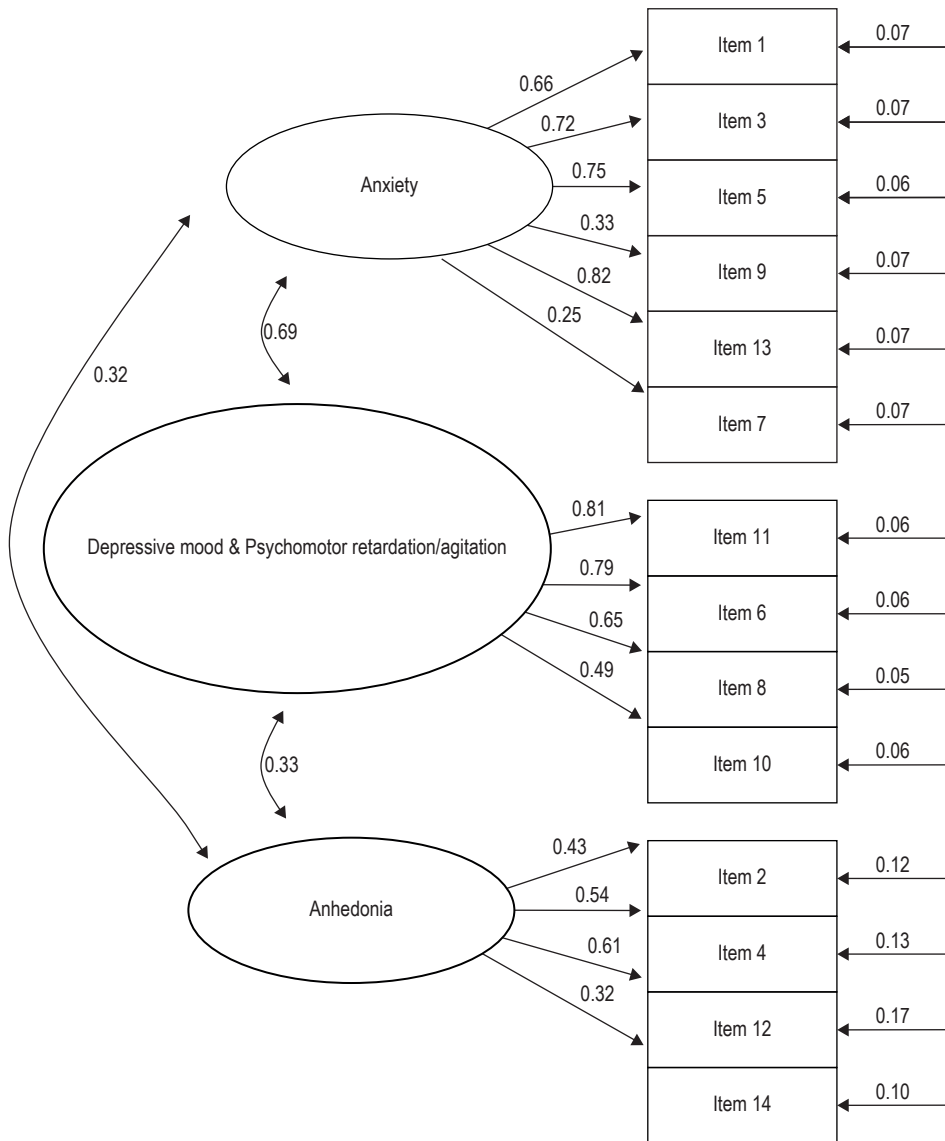 Item 1
0.07
0.66
Item 3
0.07
0.72
Anxiety
0.75
Item 5
0.06
0.33
Item 9
0.07
0.82
0.25
Item 13
0.07
0.69
0.32
Item 7
0.07
0.81
Item 11
0.06
Depressive mood & Psychomotor retardation/agitation
0.79
Item 6
0.06
0.65
Item 8
0.05
0.49
Item 10
0.06
0.33
0.43
Item 2
0.12
Anhedonia
0.54
Item 4
0.13
0.61
0.32
Item 12
0.17
Item 14
0.10